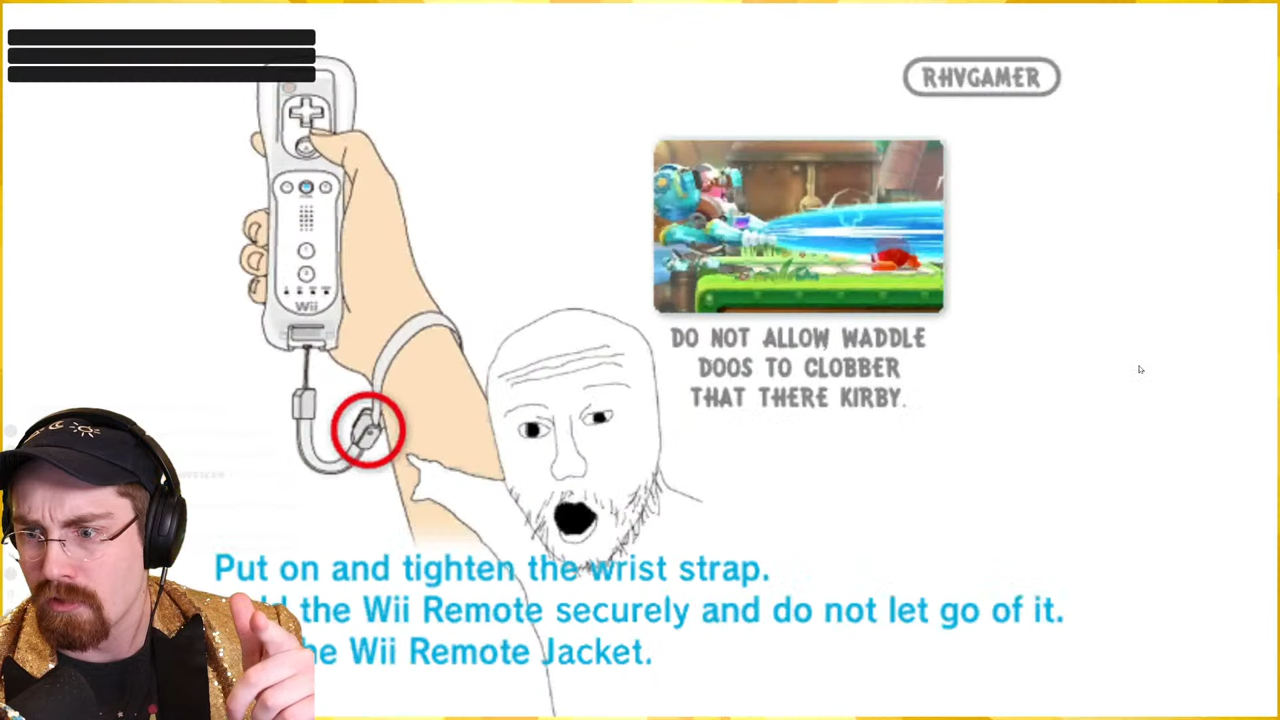 RHVGAMER
Wii
DO NOT ALLOW WADDLE
DOOS TO CLOBBER
THAT THERE KIRBY.
Put on and tighten the wrist strap.
the Wii Remote securely and do not let go of it.
Wii Remote Jacket.